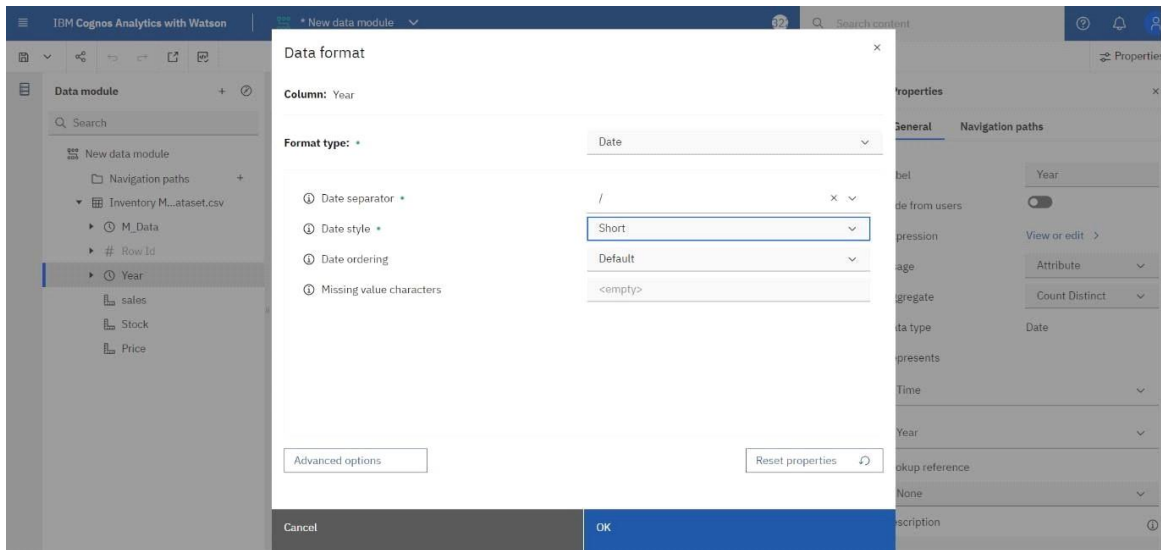 IBM Cognos Analytics with Watson
* New data module
32
Search content
Properties
Data module
Search
New data module
Navigation paths
Inventory M...ataset.csv
M_Data
# Row Id
Year
sales
Stock
Price
Data format
Column: Year
Format type: Date
Date separator /
Date style Short
Date ordering Default
Missing value characters <empty>
Advanced options
Reset properties
Cancel
OK
roperties
General Navigation paths
bel Year
de from users
pression View or edit
age Attribute
gregate Count Distinct
ta type Date
presents
Time
Year
okup reference
None
scription